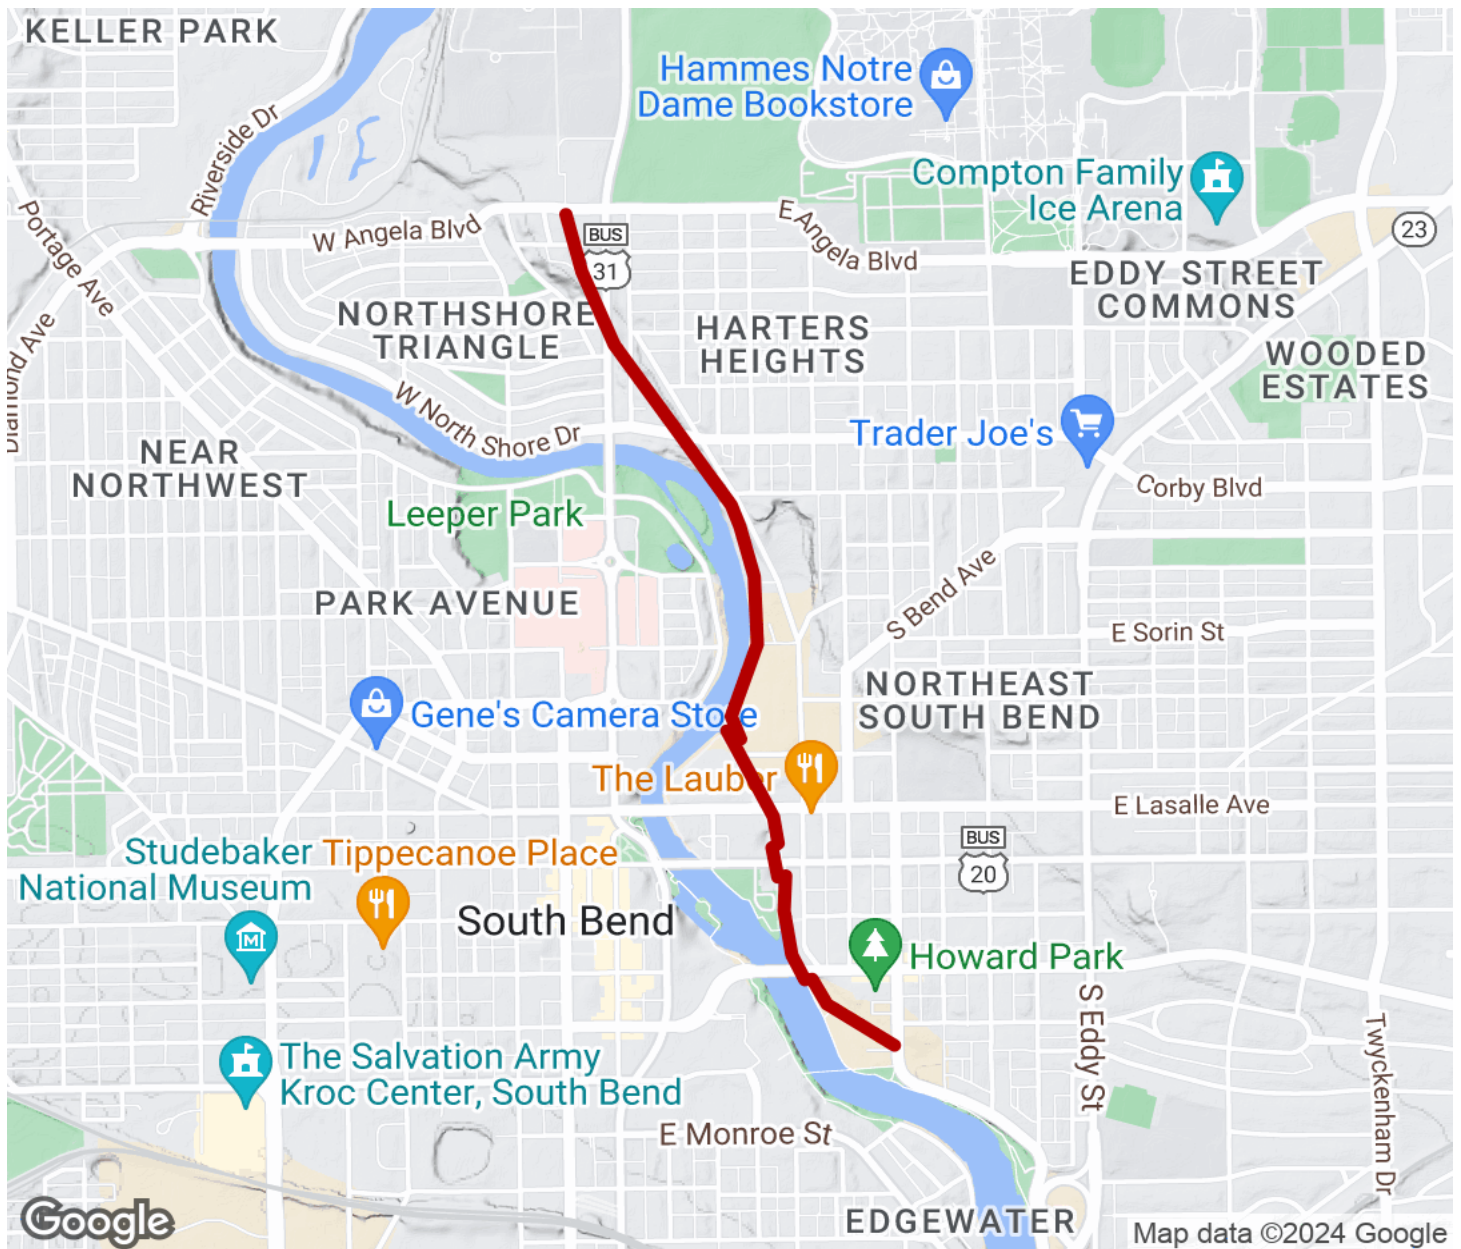 KELLER PARK
Hammes Notre
Dame Bookstore
Riverside Dr
Compton Family
Ice Arena
Portage Ave
W Angela Blvd
BUS
31
E Angela Blvd
23
EDDY STREET
COMMONS
NORTHSHORE
TRIANGLE
HARTERS
HEIGHTS
WOODED
ESTATES
Diamond Ave
W North Shore Dr
Trader Joe's
NEAR
NORTHWEST
Corby Blvd
Leeper Park
S Bend Ave
PARK AVENUE
E Sorin St
NORTHEAST
SOUTH BEND
Gene's Camera Store
The Lauber
E Lasalle Ave
BUS
20
Studebaker
National Museum
Tippecanoe Place
M
South Bend
Howard Park
S Eddy St
Twyckenham Dr
The Salvation Army
Kroc Center, South Bend
E Monroe St
EDGEWATER
Google
Map data ©2024 Google